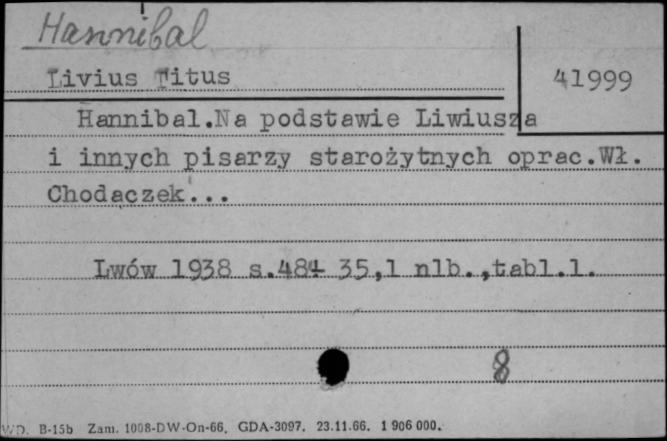 Hannibal
Livius Titus
41999
Hannibal.Na podstawie Liwiusza
i innych pisarzy starożytnych oprac.Wł.
Chodaczek...
Lwów 1938 s.484 35,1 nlb.,tabl.1.
8
WD. B-15b Zam. 1008-DW-On-66. GDA-3097. 23.11.66. 1 906 000.